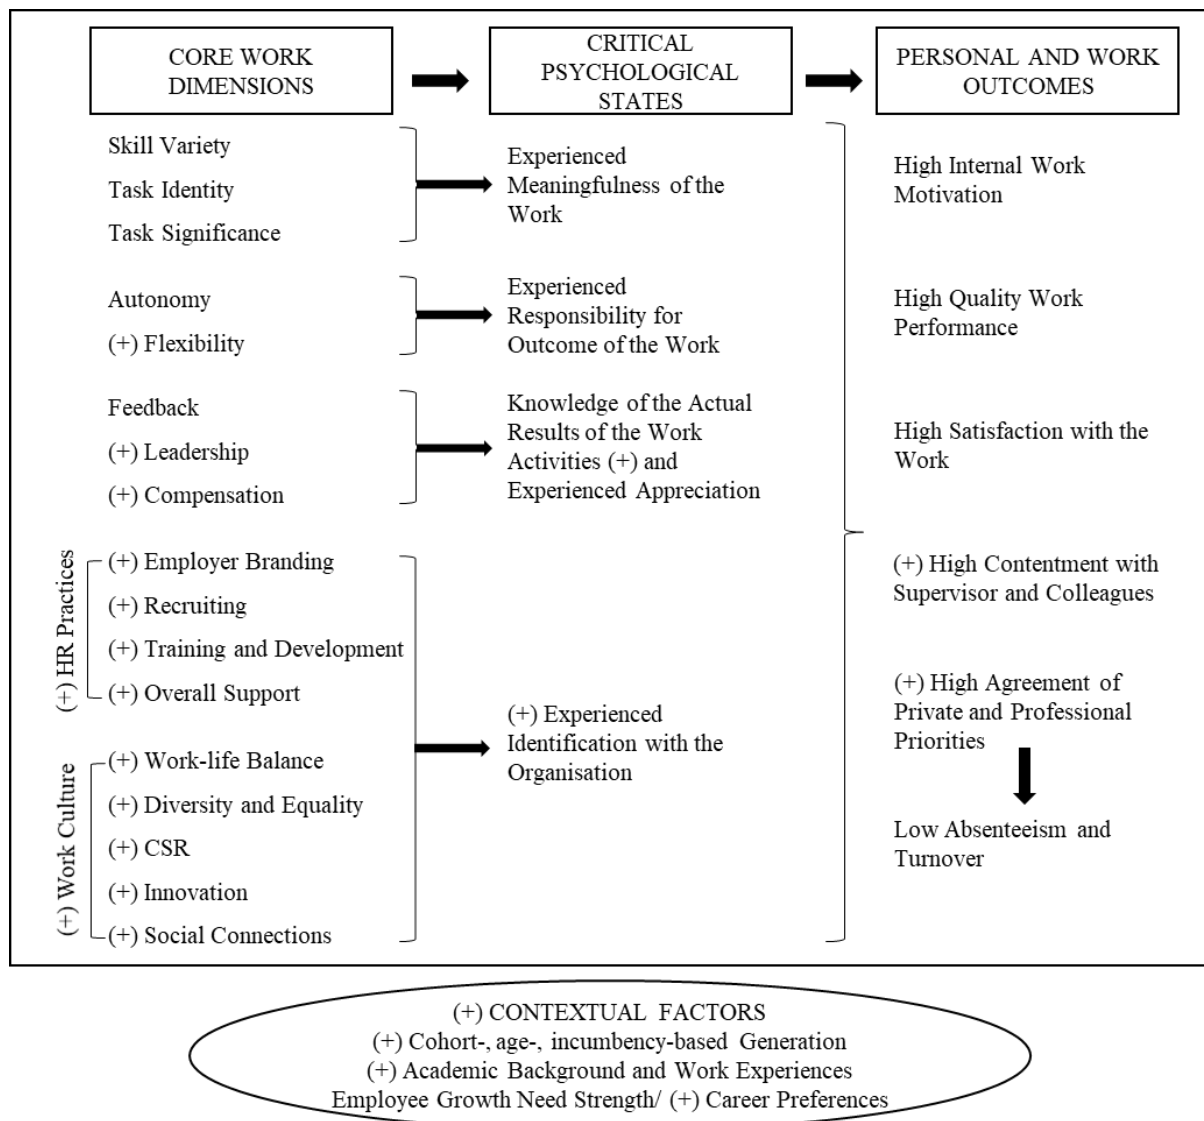 CORE WORK
DIMENSIONS
CRITICAL
PSYCHOLOGICAL
STATES
PERSONAL AND WORK
OUTCOMES
Skill Variety
Task Identity
Task Significance
Experienced
Meaningfulness of the
Work
High Internal Work
Motivation
Autonomy
(+) Flexibility
Experienced
Responsibility for
Outcome of the Work
High Quality Work
Performance
Feedback
(+) Leadership
(+) Compensation
Knowledge of the Actual
Results of the Work
Activities (+) and
Experienced Appreciation
High Satisfaction with the
Work
(+) HR Practices
(+) Employer Branding
(+) Recruiting
(+) Training and Development
(+) Overall Support
(+) Work Culture
(+) Work-life Balance
(+) Diversity and Equality
(+) CSR
(+) Innovation
(+) Social Connections
(+) Experienced
Identification with the
Organisation
(+) High Contentment with
Supervisor and Colleagues
(+) High Agreement of
Private and Professional
Priorities
Low Absenteeism and
Turnover
(+) CONTEXTUAL FACTORS
(+) Cohort-, age-, incumbency-based Generation
(+) Academic Background and Work Experiences
Employee Growth Need Strength/ (+) Career Preferences